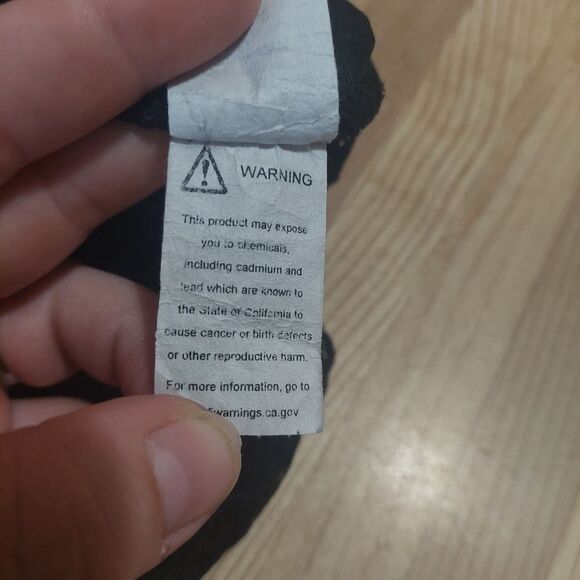 WARNING
This product may expose
you to chemicals,
including cadmium and
lead which are known to
the State of California to
cause cancer or birth defects
or other reproductive harm.
For more information, go to
5warnings.ca.gov